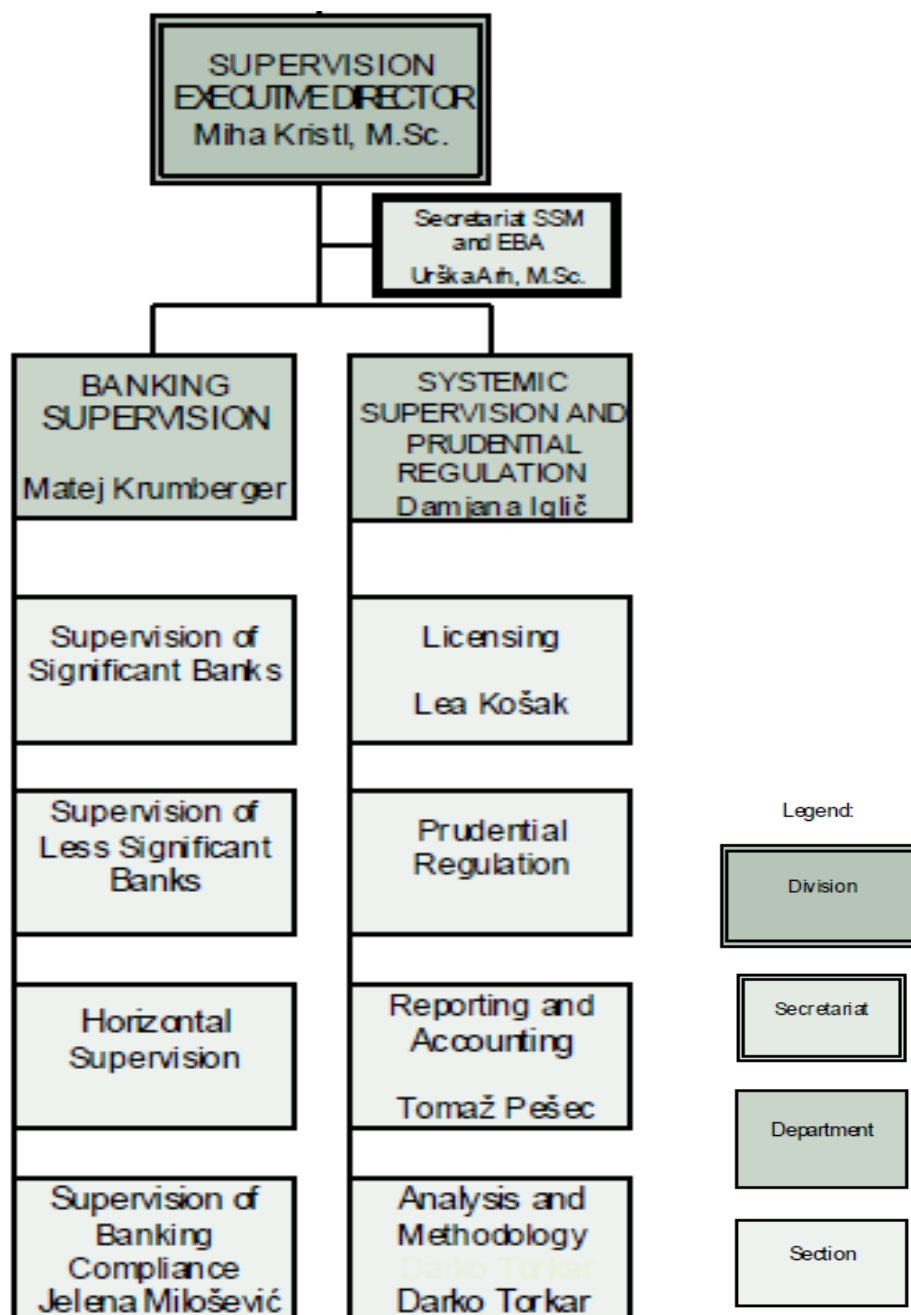 SUPERVISION
EXECUTIVE DIRECTOR
Miha Kristl, M.Sc.
Secretariat SSM
and EBA
Urška Arh, M.Sc.
BANKING
SUPERVISION
Matej Krumberger
SYSTEMIC
SUPERVISION AND
PRUDENTIAL
REGULATION
Damjana Iglič
Supervision of
Significant Banks
Licensing
Lea Košak
Supervision of
Less Significant
Banks
Prudential
Regulation
Horizontal
Supervision
Reporting and
Accounting
Tomaž Pešec
Supervision of
Banking
Compliance
Jelena Milošević
Analysis and
Methodology
Darko Torkar
Darko Torkar
Legend:
Division
Secretariat
Department
Section